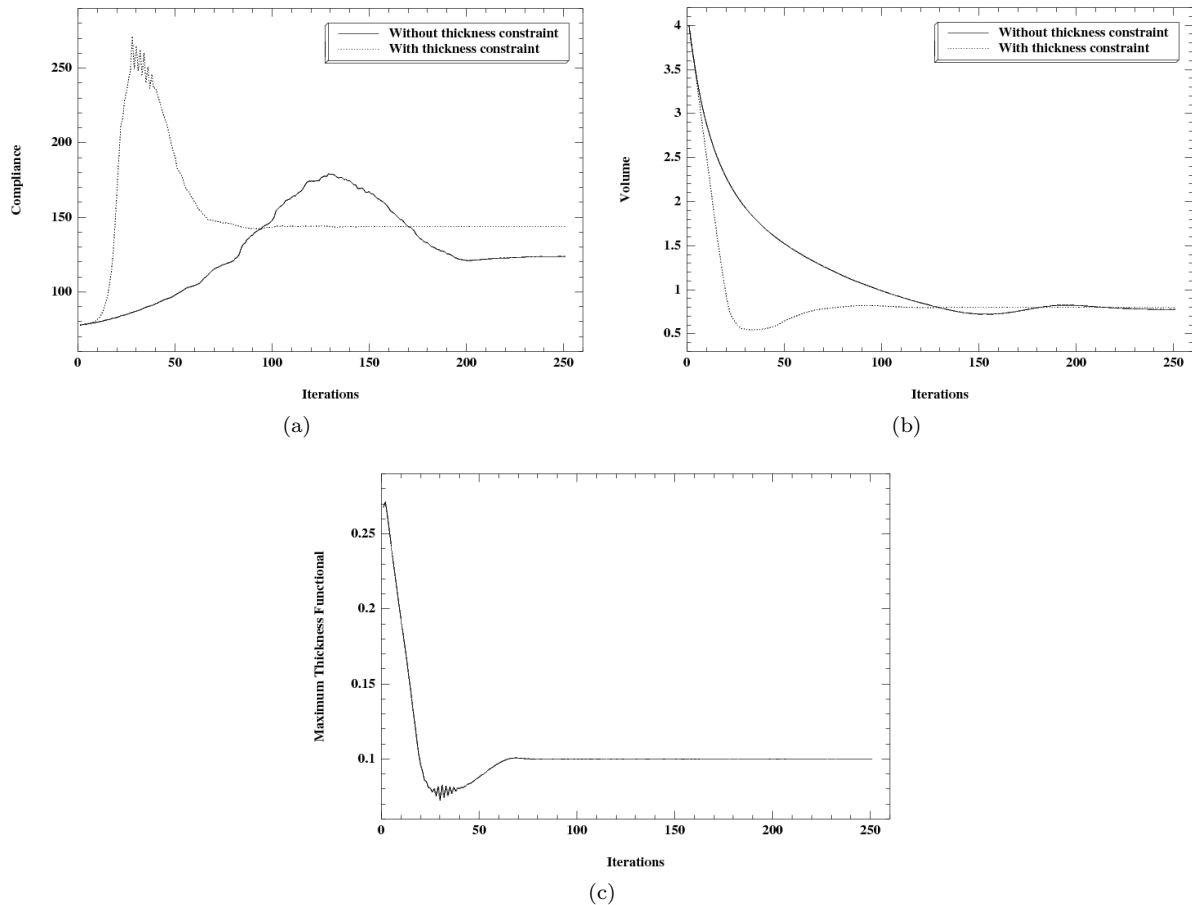 Without thickness constraint
With thickness constraint
250
200
150
100
Compliance
0
50
100
150
200
250
Iterations
(a)
Without thickness constraint
With thickness constraint
4
3.5
3
2.5
2
1.5
1
0.5
Volume
0
50
100
150
200
250
Iterations
(b)
0.25
0.2
0.15
0.1
Maximum Thickness Functional
0
50
100
150
200
250
Iterations
(c)